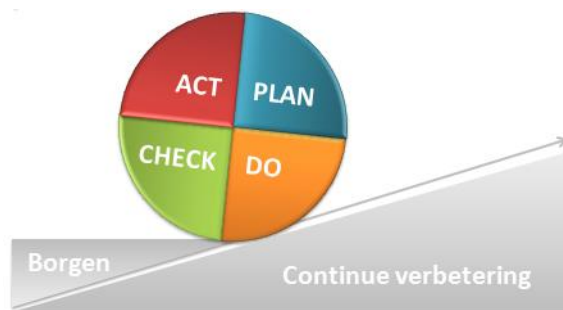 ACT
PLAN
CHECK
DO
Borgen
Continue verbetering